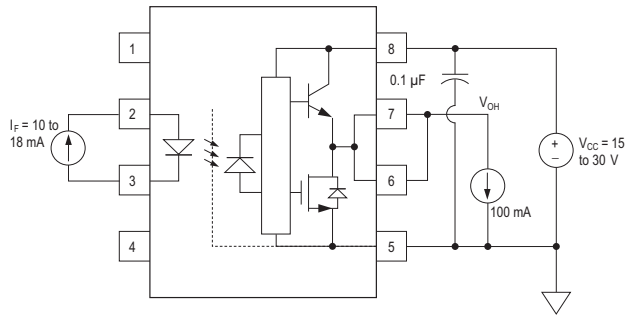 1
8
0.1 µF
I_F = 10 to
18 mA
2
7
V_OH
+
–
V_CC = 15
to 30 V
3
6
100 mA
4
5